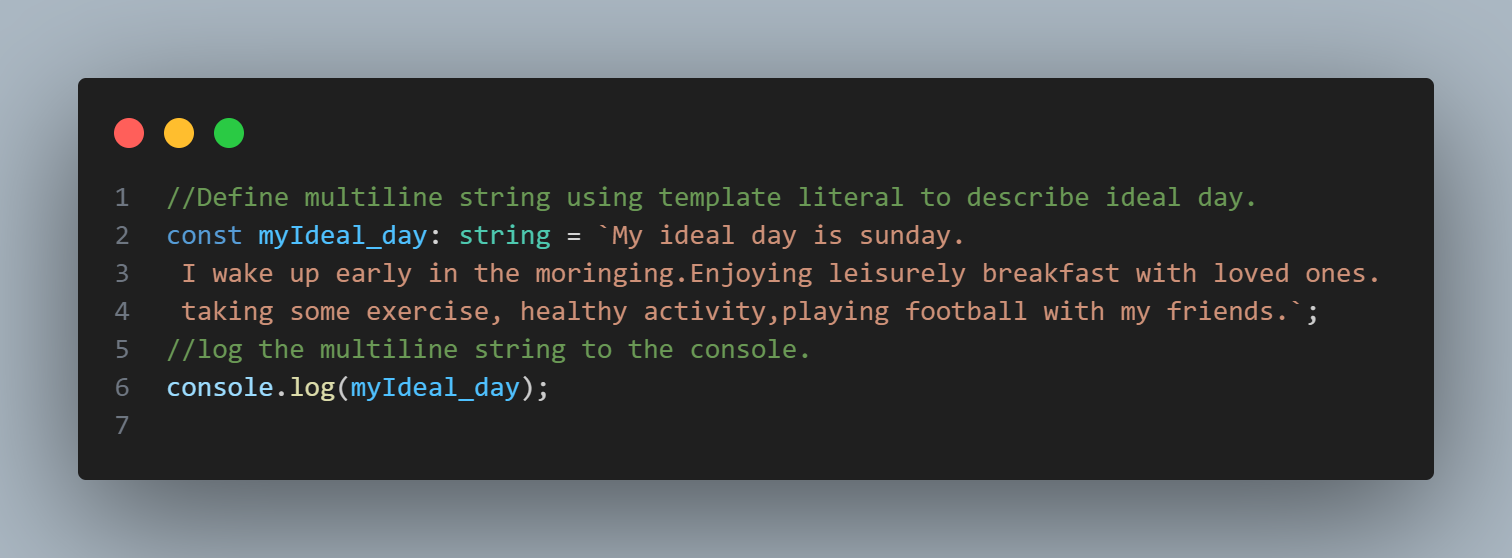 1 //Define multiline string using template literal to describe ideal day.
2 const myIdeal_day: string = `My ideal day is sunday.
3  I wake up early in the moringing.Enjoying leisurely breakfast with loved ones.
4  taking some exercise, healthy activity,playing football with my friends.`;
5 //log the multiline string to the console.
6 console.log(myIdeal_day);
7